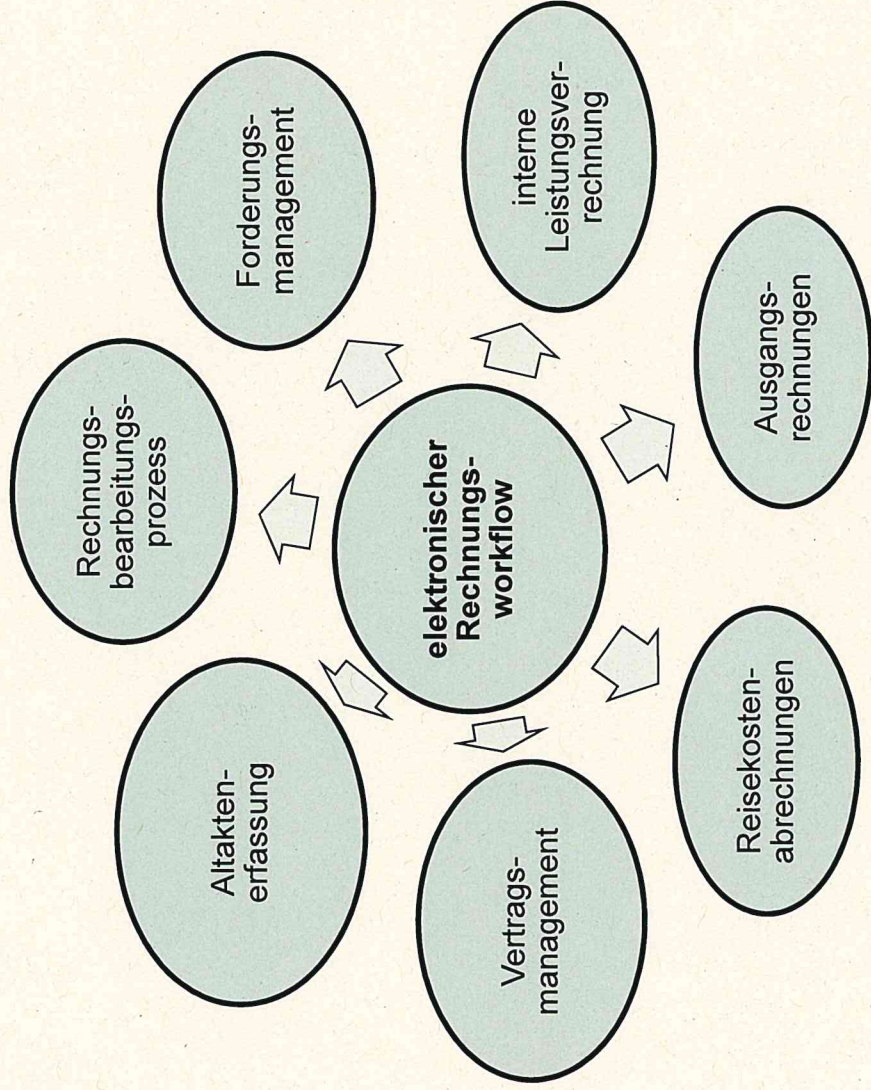 Rechnungs-
bearbeitungs-
prozess
Forderungs-
management
interne
Leistungsver-
rechnung
Ausgangs-
rechnungen
Reisekosten-
abrechnungen
Vertrags-
management
Altakten-
erfassung
elektronischer
Rechnungs-
workflow